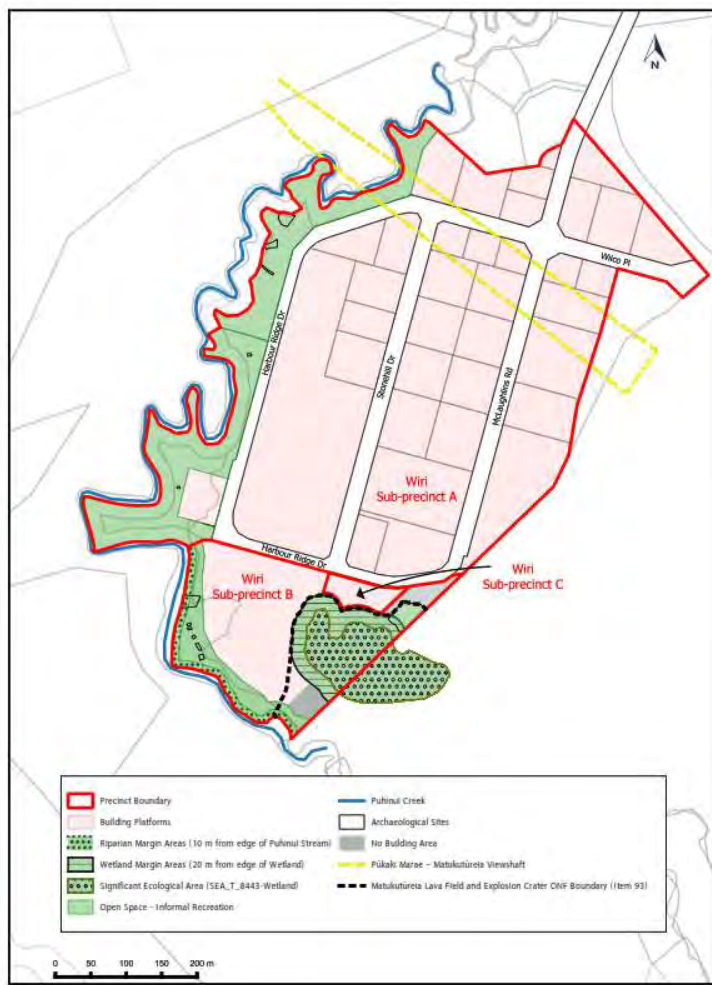 N
Wilco Pl
Harbour Ridge Dr
Stonehill Dr
McLaughlins Rd
Wiri
Sub-precinct A
Harbour Ridge Dr
Wiri
Sub-precinct B
Wiri
Sub-precinct C
Precinct Boundary
Building Platforms
Riparian Margin Areas (10 m from edge of Puhinui Stream)
Wetland Margin Areas (20 m from edge of Wetland)
Significant Ecological Area (SEA_T_8443-Wetland)
Open Space - Informal Recreation
Puhinui Creek
Archaeological Sites
No Building Area
Pūkaki Marae - Matukutūreia Viewshaft
Matukutūreia Lava Field and Explosion Crater ONF Boundary (Item 93)
0 50 100 150 200 m